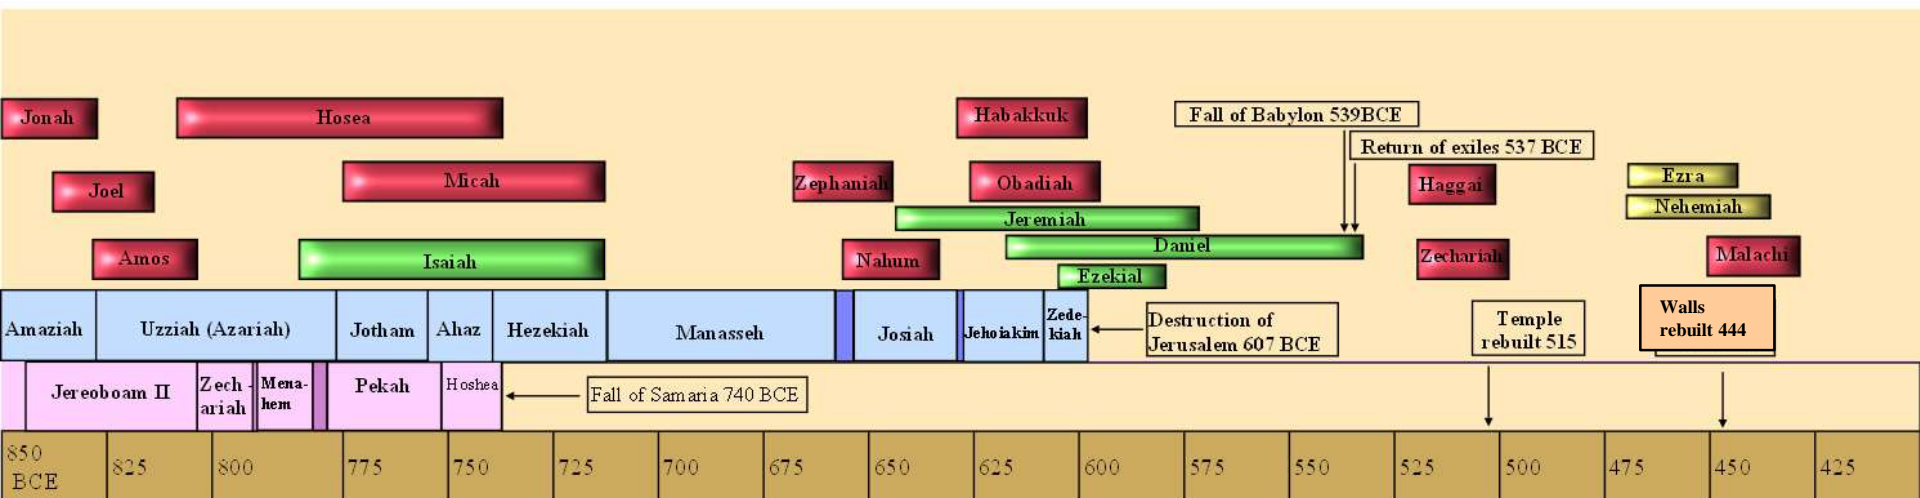 Jonah
Hosea
Habakkuk
Fall of Babylon 539BCE
Return of exiles 537 BCE
Joel
Micah
Zephaniah
Obadiah
Haggai
Ezra
Nehemiah
Jeremiah
Amos
Isaiah
Nahum
Daniel
Zechariah
Malachi
Ezekial
Amaziah
Uzziah (Azariah)
Jotham
Ahaz
Hezekiah
Manasseh
Josiah
Jehoiakim
Zede-
kiah
Destruction of
Jerusalem 607 BCE
Temple
rebuilt 515
Walls
rebuilt 444
Jereoboam II
Zech-
ariah
Mena-
hem
Pekah
Hoshea
Fall of Samaria 740 BCE
850
BCE
825
800
775
750
725
700
675
650
625
600
575
550
525
500
475
450
425